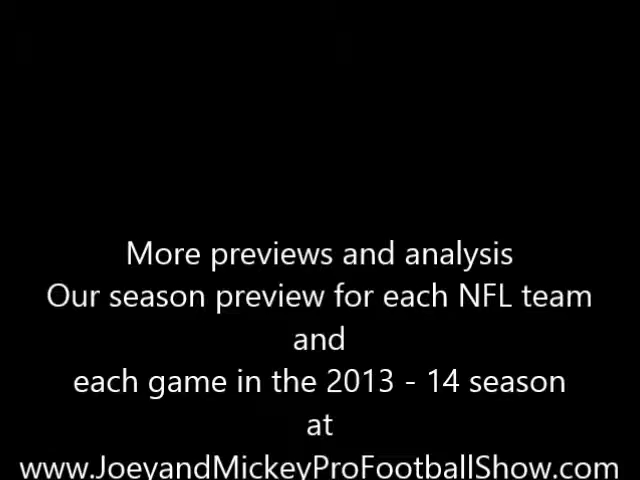 More previews and analysis
Our season preview for each NFL team
and
each game in the 2013 - 14 season
at
www.JoeyandMickeyProFootballShow.com